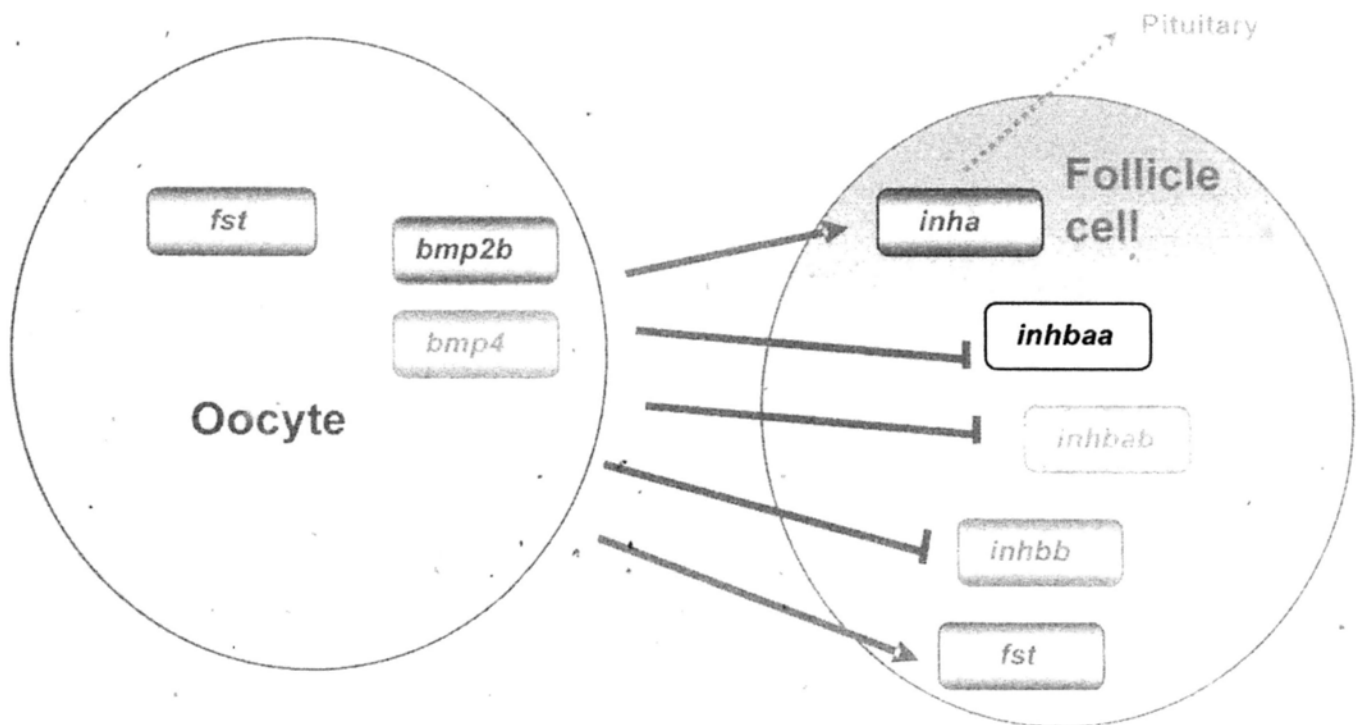 Pituitary
Follicle
cell
fst
inha
bmp2b
inhbaa
bmp4
Oocyte
inhbab
inhbb
fst